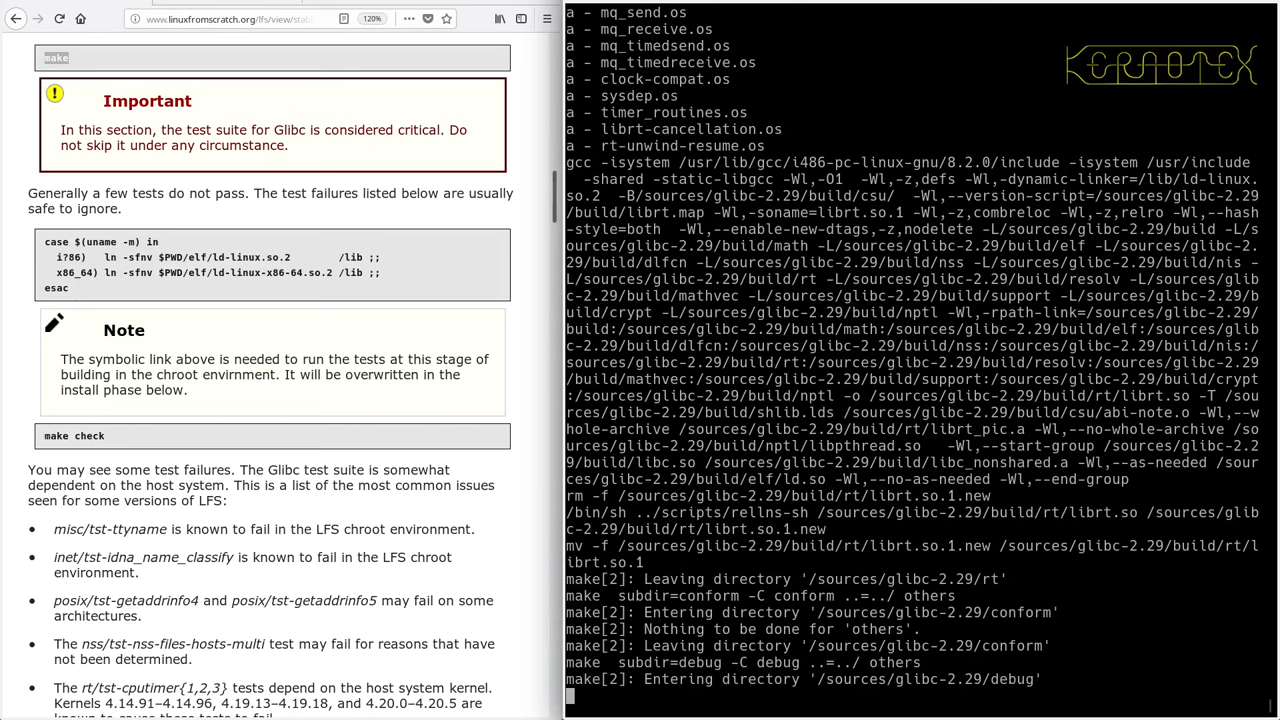 www.linuxfromscratch.org/lfs/view/stab
120%
make
Important
In this section, the test suite for Glibc is considered critical. Do
not skip it under any circumstance.
Generally a few tests do not pass. The test failures listed below are usually
safe to ignore.
case $(uname -m) in
  i?86)   ln -sfnv $PWD/elf/ld-linux.so.2        /lib ;;
  x86_64) ln -sfnv $PWD/elf/ld-linux-x86-64.so.2 /lib ;;
esac
Note
The symbolic link above is needed to run the tests at this stage of
building in the chroot envirnment. It will be overwritten in the
install phase below.
make check
You may see some test failures. The Glibc test suite is somewhat
dependent on the host system. This is a list of the most common issues
seen for some versions of LFS:
• misc/tst-ttyname is known to fail in the LFS chroot environment.
• inet/tst-idna_name_classify is known to fail in the LFS chroot
environment.
• posix/tst-getaddrinfo4 and posix/tst-getaddrinfo5 may fail on some
architectures.
• The nss/tst-nss-files-hosts-multi test may fail for reasons that have
not been determined.
• The rt/tst-cputimer{1,2,3} tests depend on the host system kernel.
Kernels 4.14.91–4.14.96, 4.19.13–4.19.18, and 4.20.0–4.20.5 are
known to cause these tests to fail.
a - mq_send.os
a - mq_receive.os
a - mq_timedsend.os
a - mq_timedreceive.os
a - clock-compat.os
a - sysdep.os
a - timer_routines.os
a - librt-cancellation.os
a - rt-unwind-resume.os
gcc -isystem /usr/lib/gcc/i486-pc-linux-gnu/8.2.0/include -isystem /usr/include
  -shared -static-libgcc -Wl,-O1  -Wl,-z,defs -Wl,-dynamic-linker=/lib/ld-linux.
so.2  -B/sources/glibc-2.29/build/csu/  -Wl,--version-script=/sources/glibc-2.29
/build/librt.map -Wl,-soname=librt.so.1 -Wl,-z,combreloc -Wl,-z,relro -Wl,--hash
-style=both  -Wl,--enable-new-dtags,-z,nodelete -L/sources/glibc-2.29/build -L/s
ources/glibc-2.29/build/math -L/sources/glibc-2.29/build/elf -L/sources/glibc-2.
29/build/dlfcn -L/sources/glibc-2.29/build/nss -L/sources/glibc-2.29/build/nis -
L/sources/glibc-2.29/build/rt -L/sources/glibc-2.29/build/resolv -L/sources/glib
c-2.29/build/mathvec -L/sources/glibc-2.29/build/support -L/sources/glibc-2.29/b
uild/crypt -L/sources/glibc-2.29/build/nptl -Wl,-rpath-link=/sources/glibc-2.29/
build:/sources/glibc-2.29/build/math:/sources/glibc-2.29/build/elf:/sources/glib
c-2.29/build/dlfcn:/sources/glibc-2.29/build/nss:/sources/glibc-2.29/build/nis:/
sources/glibc-2.29/build/rt:/sources/glibc-2.29/build/resolv:/sources/glibc-2.29
/build/mathvec:/sources/glibc-2.29/build/support:/sources/glibc-2.29/build/crypt
:/sources/glibc-2.29/build/nptl -o /sources/glibc-2.29/build/rt/librt.so -T /sou
rces/glibc-2.29/build/shlib.lds /sources/glibc-2.29/build/csu/abi-note.o -Wl,--w
hole-archive /sources/glibc-2.29/build/rt/librt_pic.a -Wl,--no-whole-archive /so
urces/glibc-2.29/build/nptl/libpthread.so   -Wl,--start-group /sources/glibc-2.2
9/build/libc.so /sources/glibc-2.29/build/libc_nonshared.a -Wl,--as-needed /sour
ces/glibc-2.29/build/elf/ld.so -Wl,--no-as-needed -Wl,--end-group
rm -f /sources/glibc-2.29/build/rt/librt.so.1.new
/bin/sh ../scripts/rellns-sh /sources/glibc-2.29/build/rt/librt.so /sources/glib
c-2.29/build/rt/librt.so.1.new
mv -f /sources/glibc-2.29/build/rt/librt.so.1.new /sources/glibc-2.29/build/rt/l
ibrt.so.1
make[2]: Leaving directory '/sources/glibc-2.29/rt'
make  subdir=conform -C conform ..=../ others
make[2]: Entering directory '/sources/glibc-2.29/conform'
make[2]: Nothing to be done for 'others'.
make[2]: Leaving directory '/sources/glibc-2.29/conform'
make  subdir=debug -C debug ..=../ others
make[2]: Entering directory '/sources/glibc-2.29/debug'
KERAOTEX